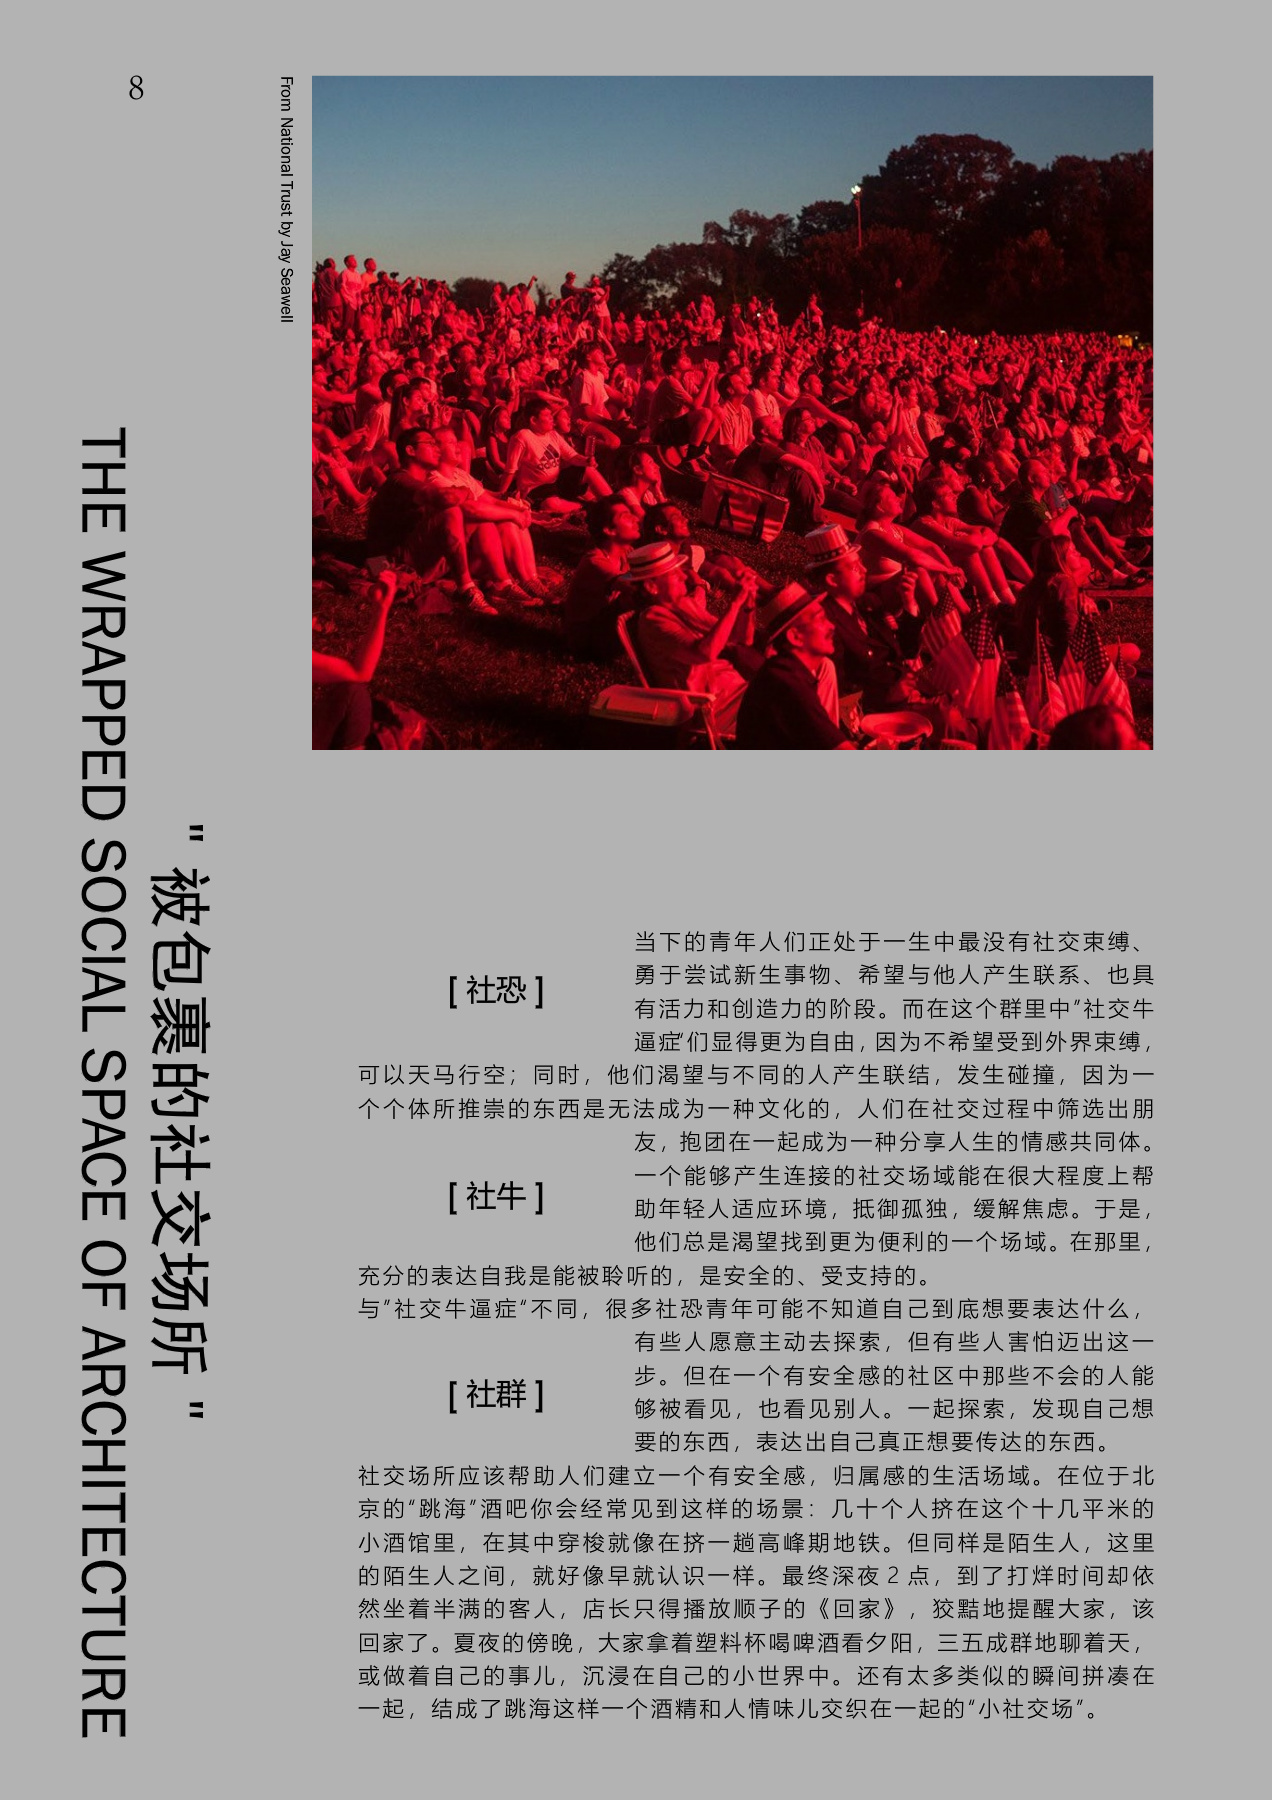 8
From National Trust by Jay Seawell
THE WRAPPED SOCIAL SPACE OF ARCHITECTURE
"被包裹的社交场所"
[ 社恐 ]
当下的青年人们正处于一生中最没有社交束缚、
勇于尝试新生事物、希望与他人产生联系、也具
有活力和创造力的阶段。而在这个群里中”社交牛
逼症“们显得更为自由，因为不希望受到外界束缚，
可以天马行空；同时，他们渴望与不同的人产生联结，发生碰撞，因为一
个个体所推崇的东西是无法成为一种文化的，人们在社交过程中筛选出朋
友，抱团在一起成为一种分享人生的情感共同体。
[ 社牛 ]
一个能够产生连接的社交场域能在很大程度上帮
助年轻人适应环境，抵御孤独，缓解焦虑。于是，
他们总是渴望找到更为便利的一个场域。在那里，
充分的表达自我是能被聆听的，是安全的、受支持的。
与”社交牛逼症“不同，很多社恐青年可能不知道自己到底想要表达什么，
有些人愿意主动去探索，但有些人害怕迈出这一
[ 社群 ]
步。但在一个有安全感的社区中那些不会的人能
够被看见，也看见别人。一起探索，发现自己想
要的东西，表达出自己真正想要传达的东西。
社交场所应该帮助人们建立一个有安全感，归属感的生活场域。在位于北
京的“跳海”酒吧你会经常见到这样的场景：几十个人挤在这个十几平米的
小酒馆里，在其中穿梭就像在挤一趟高峰期地铁。但同样是陌生人，这里
的陌生人之间，就好像早就认识一样。最终深夜 2 点，到了打烊时间却依
然坐着半满的客人，店长只得播放顺子的《回家》，狡黠地提醒大家，该
回家了。夏夜的傍晚，大家拿着塑料杯喝啤酒看夕阳，三五成群地聊着天，
或做着自己的事儿，沉浸在自己的小世界中。还有太多类似的瞬间拼凑在
一起，结成了跳海这样一个酒精和人情味儿交织在一起的“小社交场”。